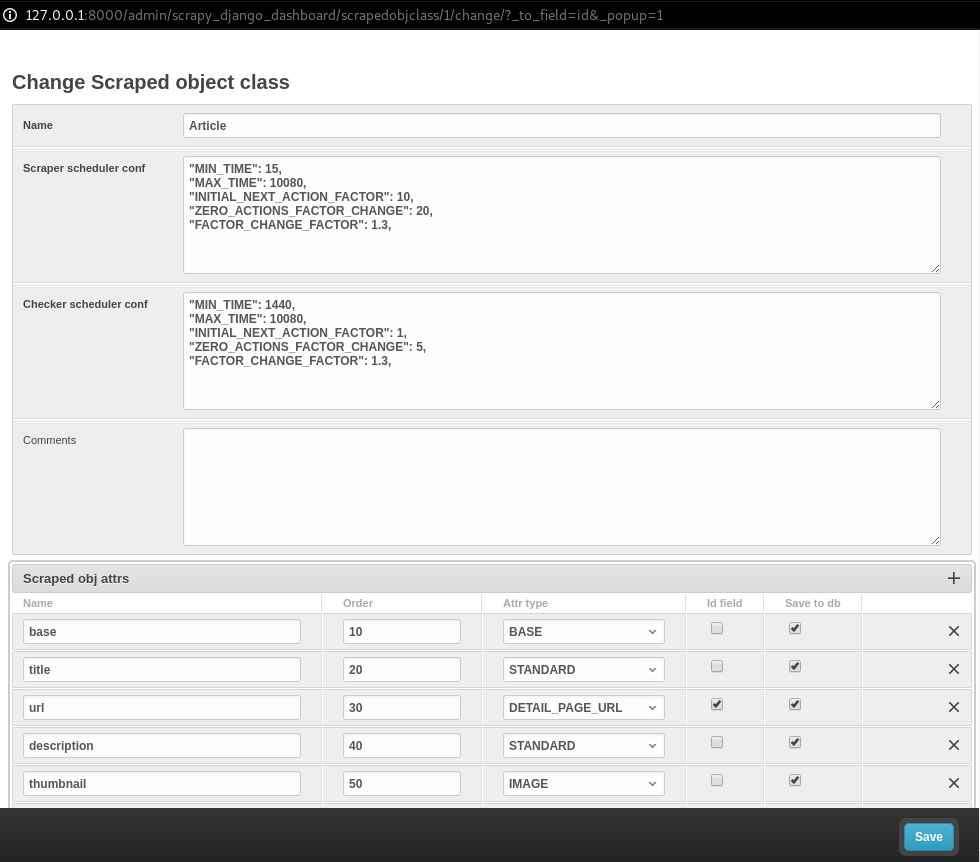 127.0.0.1:8000/admin/scrapy_django_dashboard/scrapedobjclass/1/change/?_to_field=id&_popup=1
Change Scraped object class
Name Article
Scraper scheduler conf "MIN_TIME": 15,
"MAX_TIME": 10080,
"INITIAL_NEXT_ACTION_FACTOR": 10,
"ZERO_ACTIONS_FACTOR_CHANGE": 20,
"FACTOR_CHANGE_FACTOR": 1.3,
Checker scheduler conf "MIN_TIME": 1440,
"MAX_TIME": 10080,
"INITIAL_NEXT_ACTION_FACTOR": 1,
"ZERO_ACTIONS_FACTOR_CHANGE": 5,
"FACTOR_CHANGE_FACTOR": 1.3,
Comments
Scraped obj attrs
Name Order Attr type Id field Save to db
base 10 BASE
title 20 STANDARD
url 30 DETAIL_PAGE_URL
description 40 STANDARD
thumbnail 50 IMAGE
Save